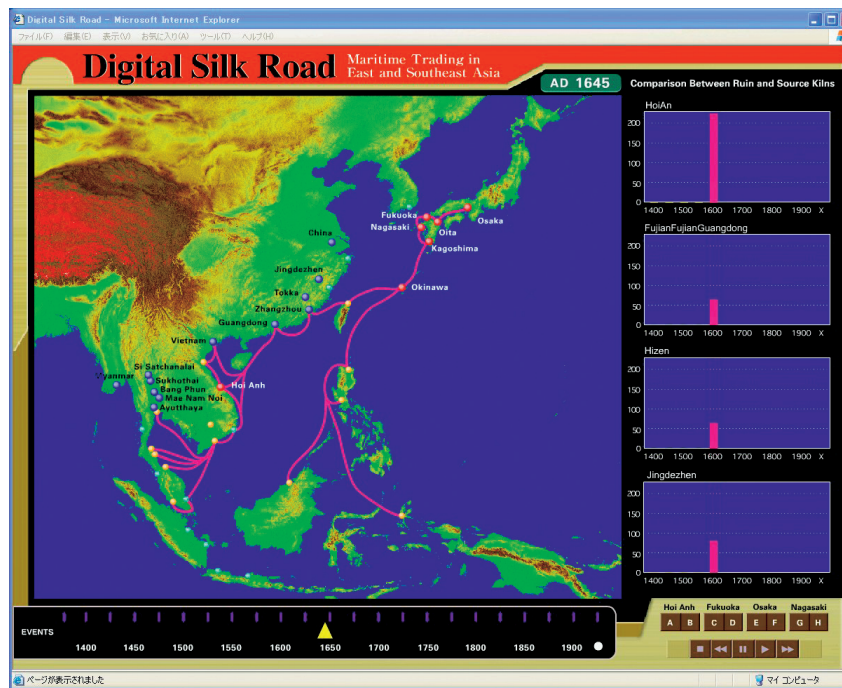 Digital Silk Road - Microsoft Internet Explorer
ファイル(F) 編集(E) 表示(V) お気に入り(A) ツール(T) ヘルプ(H)
Digital Silk Road
Maritime Trading in
East and Southeast Asia
AD 1645
Comparison Between Ruin and Source Kilns
HoiAn
200
150
100
50
0
1400 1500 1600 1700 1800 1900 X
FujianFujianGuangdong
200
150
100
50
0
1400 1500 1600 1700 1800 1900 X
Hizen
200
150
100
50
0
1400 1500 1600 1700 1800 1900 X
Jingdezhen
200
150
100
50
0
1400 1500 1600 1700 1800 1900 X
Fukuoka
Osaka
Nagasaki
Oita
Kagoshima
China
Jingdezhen
Okinawa
Tokka
Zhangzhou
Guangdong
Vietnam
Si Satchanalai
Myanmar
Sukhothai
Hoi Anh
Bang Phun
Mae Nam Noi
Ayotthaya
EVENTS
1400 1450 1500 1550 1600 1650 1700 1750 1800 1850 1900
Hoi Anh Fukuoka Osaka Nagasaki
A B C D E F G H
ページが表示されました
マイ コンピュータ